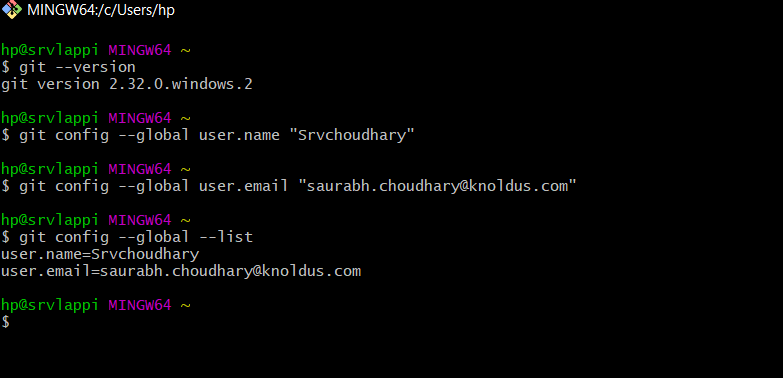 MINGW64:/c/Users/hp
hp@srvlappi MINGW64 ~
$ git --version
git version 2.32.0.windows.2
hp@srvlappi MINGW64 ~
$ git config --global user.name "Srvchoudhary"
hp@srvlappi MINGW64 ~
$ git config --global user.email "saurabh.choudhary@knoldus.com"
hp@srvlappi MINGW64 ~
$ git config --global --list
user.name=Srvchoudhary
user.email=saurabh.choudhary@knoldus.com
hp@srvlappi MINGW64 ~
$